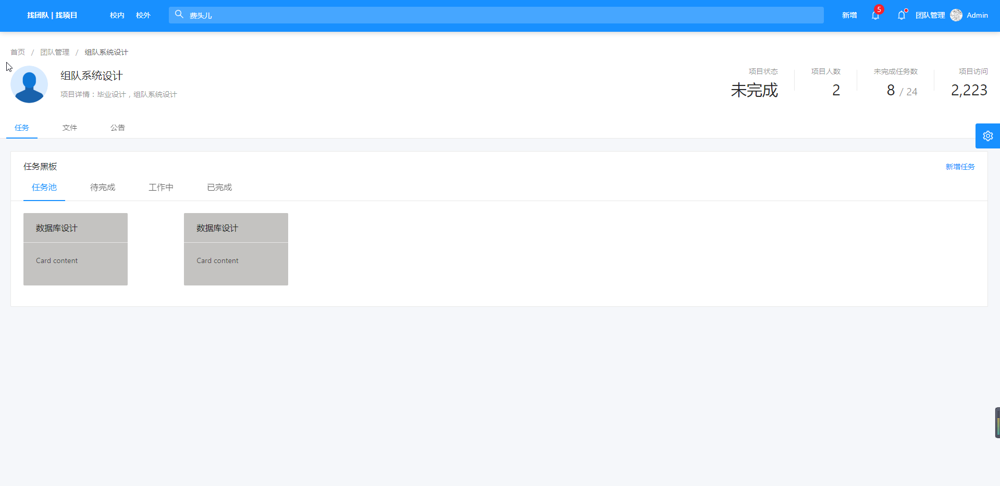 找团队 | 找项目 校内 校外 费头儿 新增 5 团队管理 Admin
首页 / 团队管理 / 组队系统设计
组队系统设计
项目详情：毕业设计，组队系统设计
项目状态 项目人数 未完成任务数 项目访问
未完成 2 8 / 24 2,223
任务 文件 公告
任务黑板 新增任务
任务池 待完成 工作中 已完成
数据库设计 数据库设计
Card content Card content